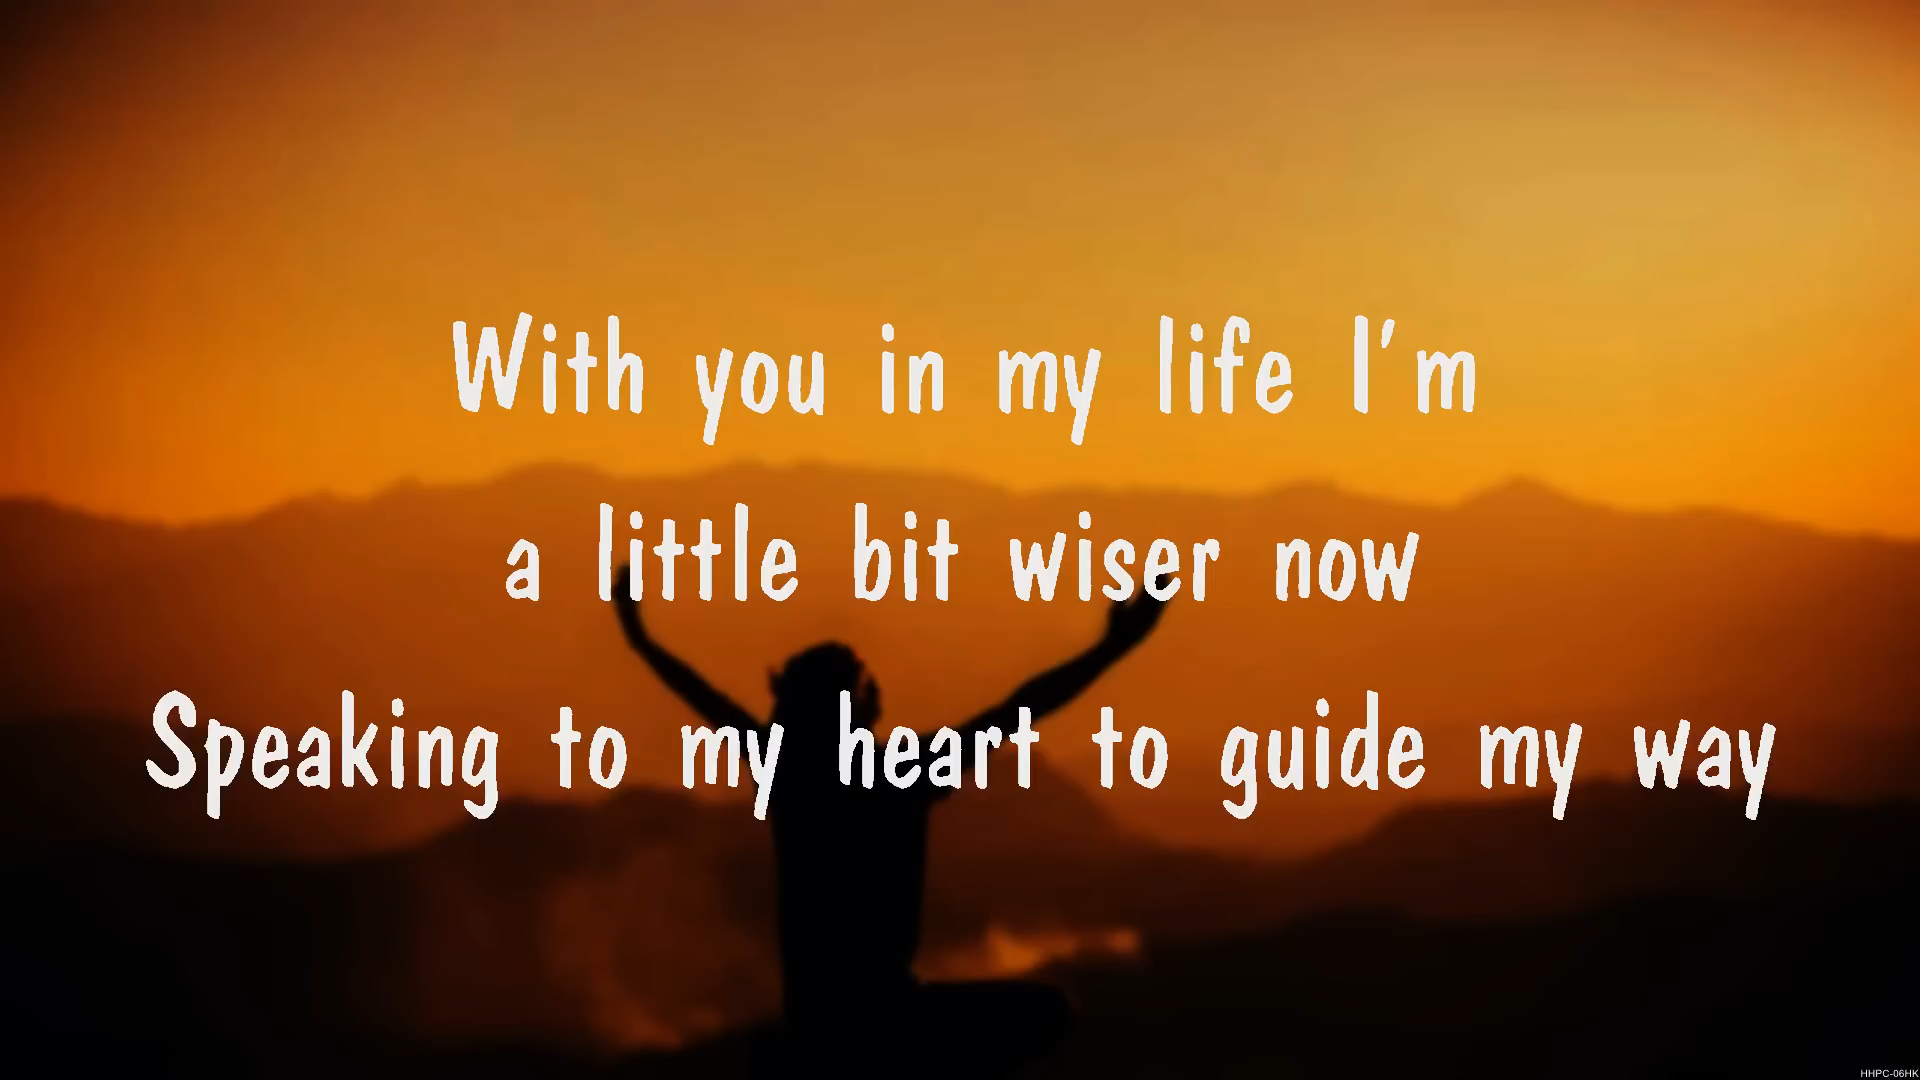 With you in my life I'm
a little bit wiser now
Speaking to my heart to guide my way
HHPC-06HK